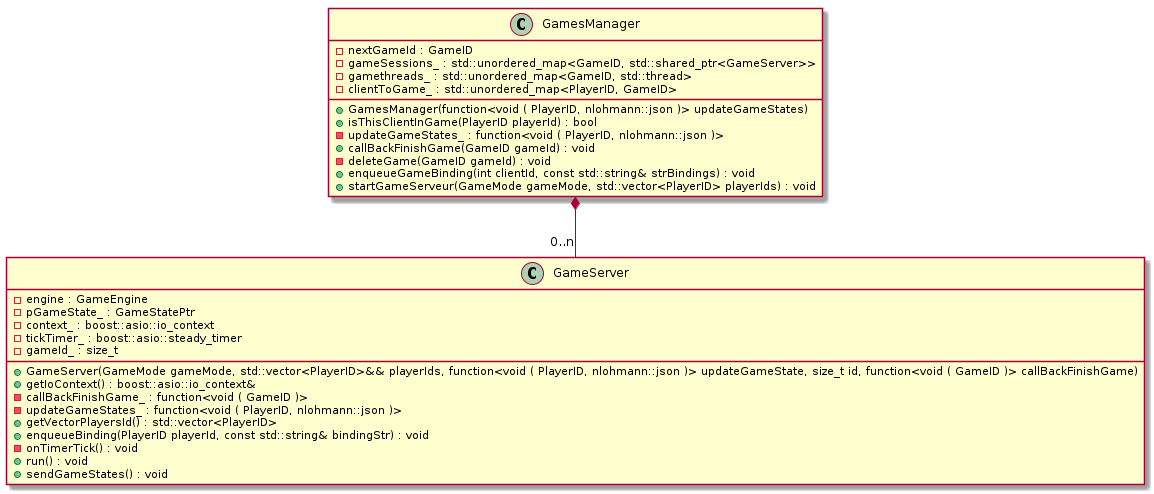 C GamesManager
nextGameId : GameID
gameSessions_ : std::unordered_map<GameID, std::shared_ptr<GameServer>>
gamethreads_ : std::unordered_map<GameID, std::thread>
clientToGame_ : std::unordered_map<PlayerID, GameID>
GamesManager(function<void ( PlayerID, nlohmann::json )> updateGameStates)
isThisClientInGame(PlayerID playerId) : bool
updateGameStates_ : function<void ( PlayerID, nlohmann::json )>
callBackFinishGame(GameID gameId) : void
deleteGame(GameID gameId) : void
enqueueGameBinding(int clientId, const std::string& strBindings) : void
startGameServeur(GameMode gameMode, std::vector<PlayerID> playerIds) : void
0..n
C GameServer
engine : GameEngine
pGameState_ : GameStatePtr
context_ : boost::asio::io_context
tickTimer_ : boost::asio::steady_timer
gameId_ : size_t
GameServer(GameMode gameMode, std::vector<PlayerID>&& playerIds, function<void ( PlayerID, nlohmann::json )> updateGameState, size_t id, function<void ( GameID )> callBackFinishGame)
getIoContext() : boost::asio::io_context&
callBackFinishGame_ : function<void ( GameID )>
updateGameStates_ : function<void ( PlayerID, nlohmann::json )>
getVectorPlayersId() : std::vector<PlayerID>
enqueueBinding(PlayerID playerId, const std::string& bindingStr) : void
onTimerTick() : void
run() : void
sendGameStates() : void